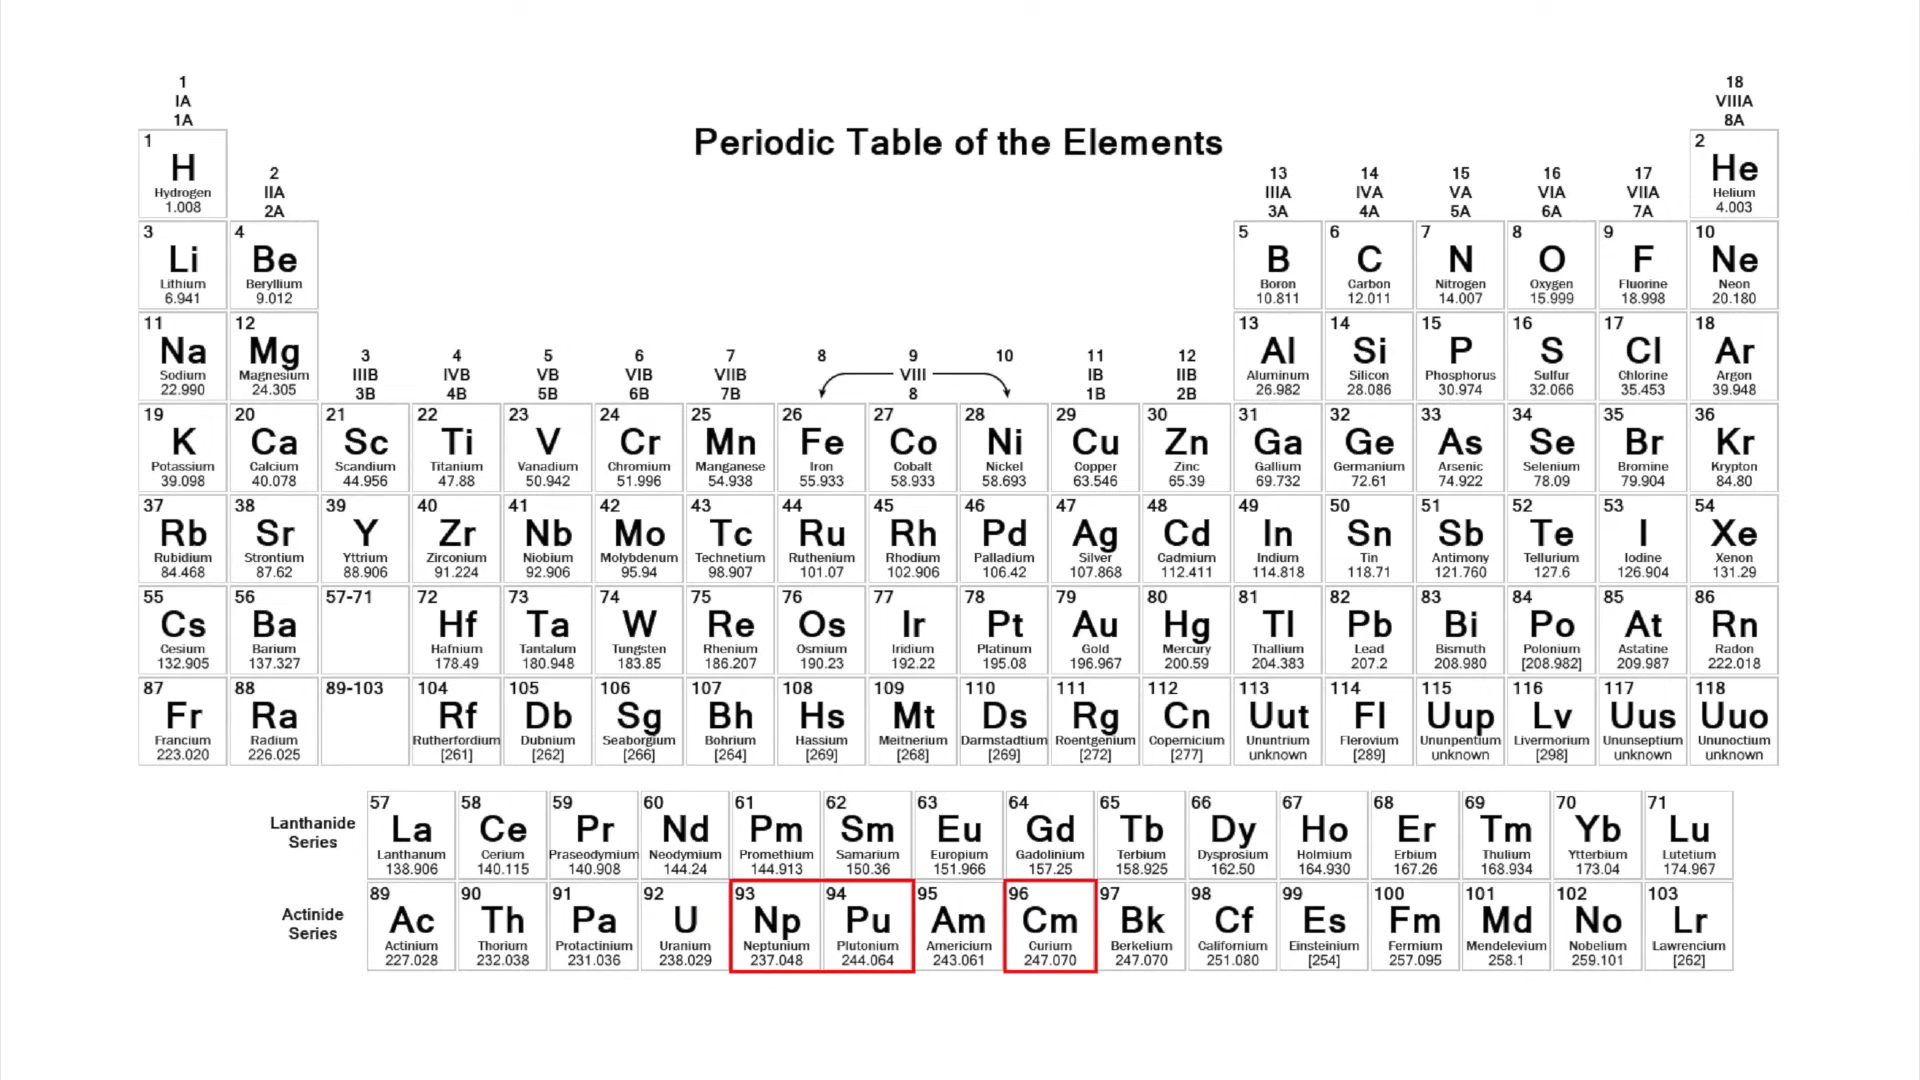 1 18
IA VIIIA
1A 8A
Periodic Table of the Elements
1 2
H He
Hydrogen Helium
1.008 4.003
2 13 14 15 16 17
IIA IIIA IVA VA VIA VIIA
2A 3A 4A 5A 6A 7A
3 4 5 6 7 8 9 10
Li Be B C N O F Ne
Lithium Beryllium Boron Carbon Nitrogen Oxygen Fluorine Neon
6.941 9.012 10.811 12.011 14.007 15.999 18.998 20.180
11 12 13 14 15 16 17 18
Na Mg Al Si P S Cl Ar
Sodium Magnesium Aluminum Silicon Phosphorus Sulfur Chlorine Argon
22.990 24.305 26.982 28.086 30.974 32.066 35.453 39.948
3 4 5 6 7 8 9 10 11 12
IIIB IVB VB VIB VIIB VIII IB IIB
3B 4B 5B 6B 7B 8 1B 2B
19 20 21 22 23 24 25 26 27 28 29 30 31 32 33 34 35 36
K Ca Sc Ti V Cr Mn Fe Co Ni Cu Zn Ga Ge As Se Br Kr
Potassium Calcium Scandium Titanium Vanadium Chromium Manganese Iron Cobalt Nickel Copper Zinc Gallium Germanium Arsenic Selenium Bromine Krypton
39.098 40.078 44.956 47.88 50.942 51.996 54.938 55.933 58.933 58.693 63.546 65.39 69.732 72.61 74.922 78.09 79.904 84.80
37 38 39 40 41 42 43 44 45 46 47 48 49 50 51 52 53 54
Rb Sr Y Zr Nb Mo Tc Ru Rh Pd Ag Cd In Sn Sb Te I Xe
Rubidium Strontium Yttrium Zirconium Niobium Molybdenum Technetium Ruthenium Rhodium Palladium Silver Cadmium Indium Tin Antimony Tellurium Iodine Xenon
84.468 87.62 88.906 91.224 92.906 95.94 98.907 101.07 102.906 106.42 107.868 112.411 114.818 118.71 121.760 127.6 126.904 131.29
55 56 57-71 72 73 74 75 76 77 78 79 80 81 82 83 84 85 86
Cs Ba Hf Ta W Re Os Ir Pt Au Hg Tl Pb Bi Po At Rn
Cesium Barium Hafnium Tantalum Tungsten Rhenium Osmium Iridium Platinum Gold Mercury Thallium Lead Bismuth Polonium Astatine Radon
132.905 137.327 178.49 180.948 183.85 186.207 190.23 192.22 195.08 196.967 200.59 204.383 207.2 208.980 [208.982] 209.987 222.018
87 88 89-103 104 105 106 107 108 109 110 111 112 113 114 115 116 117 118
Fr Ra Rf Db Sg Bh Hs Mt Ds Rg Cn Uut Fl Uup Lv Uus Uuo
Francium Radium Rutherfordium Dubnium Seaborgium Bohrium Hassium Meitnerium Darmstadtium Roentgenium Copernicium Ununtrium Flerovium Ununpentium Livermorium Ununseptium Ununoctium
223.020 226.025 [261] [262] [266] [264] [269] [268] [269] [272] [277] unknown [289] unknown [298] unknown unknown
Lanthanide
Series
57 58 59 60 61 62 63 64 65 66 67 68 69 70 71
La Ce Pr Nd Pm Sm Eu Gd Tb Dy Ho Er Tm Yb Lu
Lanthanum Cerium Praseodymium Neodymium Promethium Samarium Europium Gadolinium Terbium Dysprosium Holmium Erbium Thulium Ytterbium Lutetium
138.906 140.115 140.908 144.24 144.913 150.36 151.966 157.25 158.925 162.50 164.930 167.26 168.934 173.04 174.967
Actinide
Series
89 90 91 92 93 94 95 96 97 98 99 100 101 102 103
Ac Th Pa U Np Pu Am Cm Bk Cf Es Fm Md No Lr
Actinium Thorium Protactinium Uranium Neptunium Plutonium Americium Curium Berkelium Californium Einsteinium Fermium Mendelevium Nobelium Lawrencium
227.028 232.038 231.036 238.029 237.048 244.064 243.061 247.070 247.070 251.080 [254] 257.095 258.1 259.101 [262]